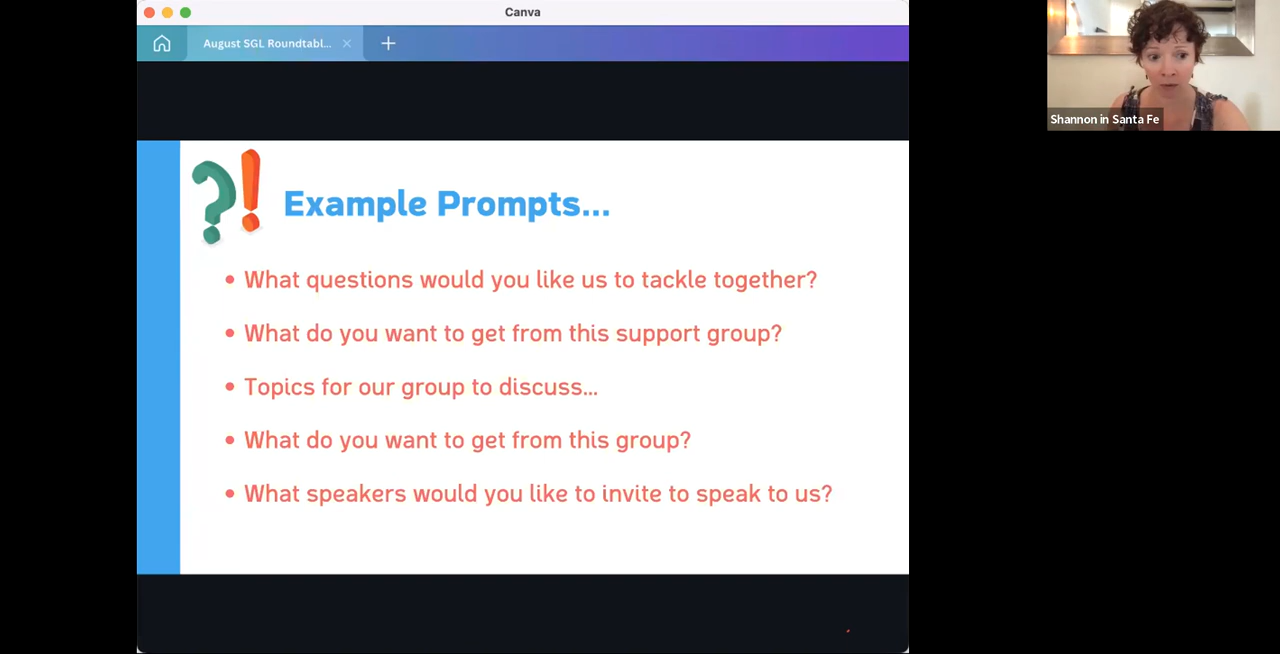 Canva
August SGL Roundtabl...
Shannon in Santa Fe
?! Example Prompts...
• What questions would you like us to tackle together?
• What do you want to get from this support group?
• Topics for our group to discuss...
• What do you want to get from this group?
• What speakers would you like to invite to speak to us?